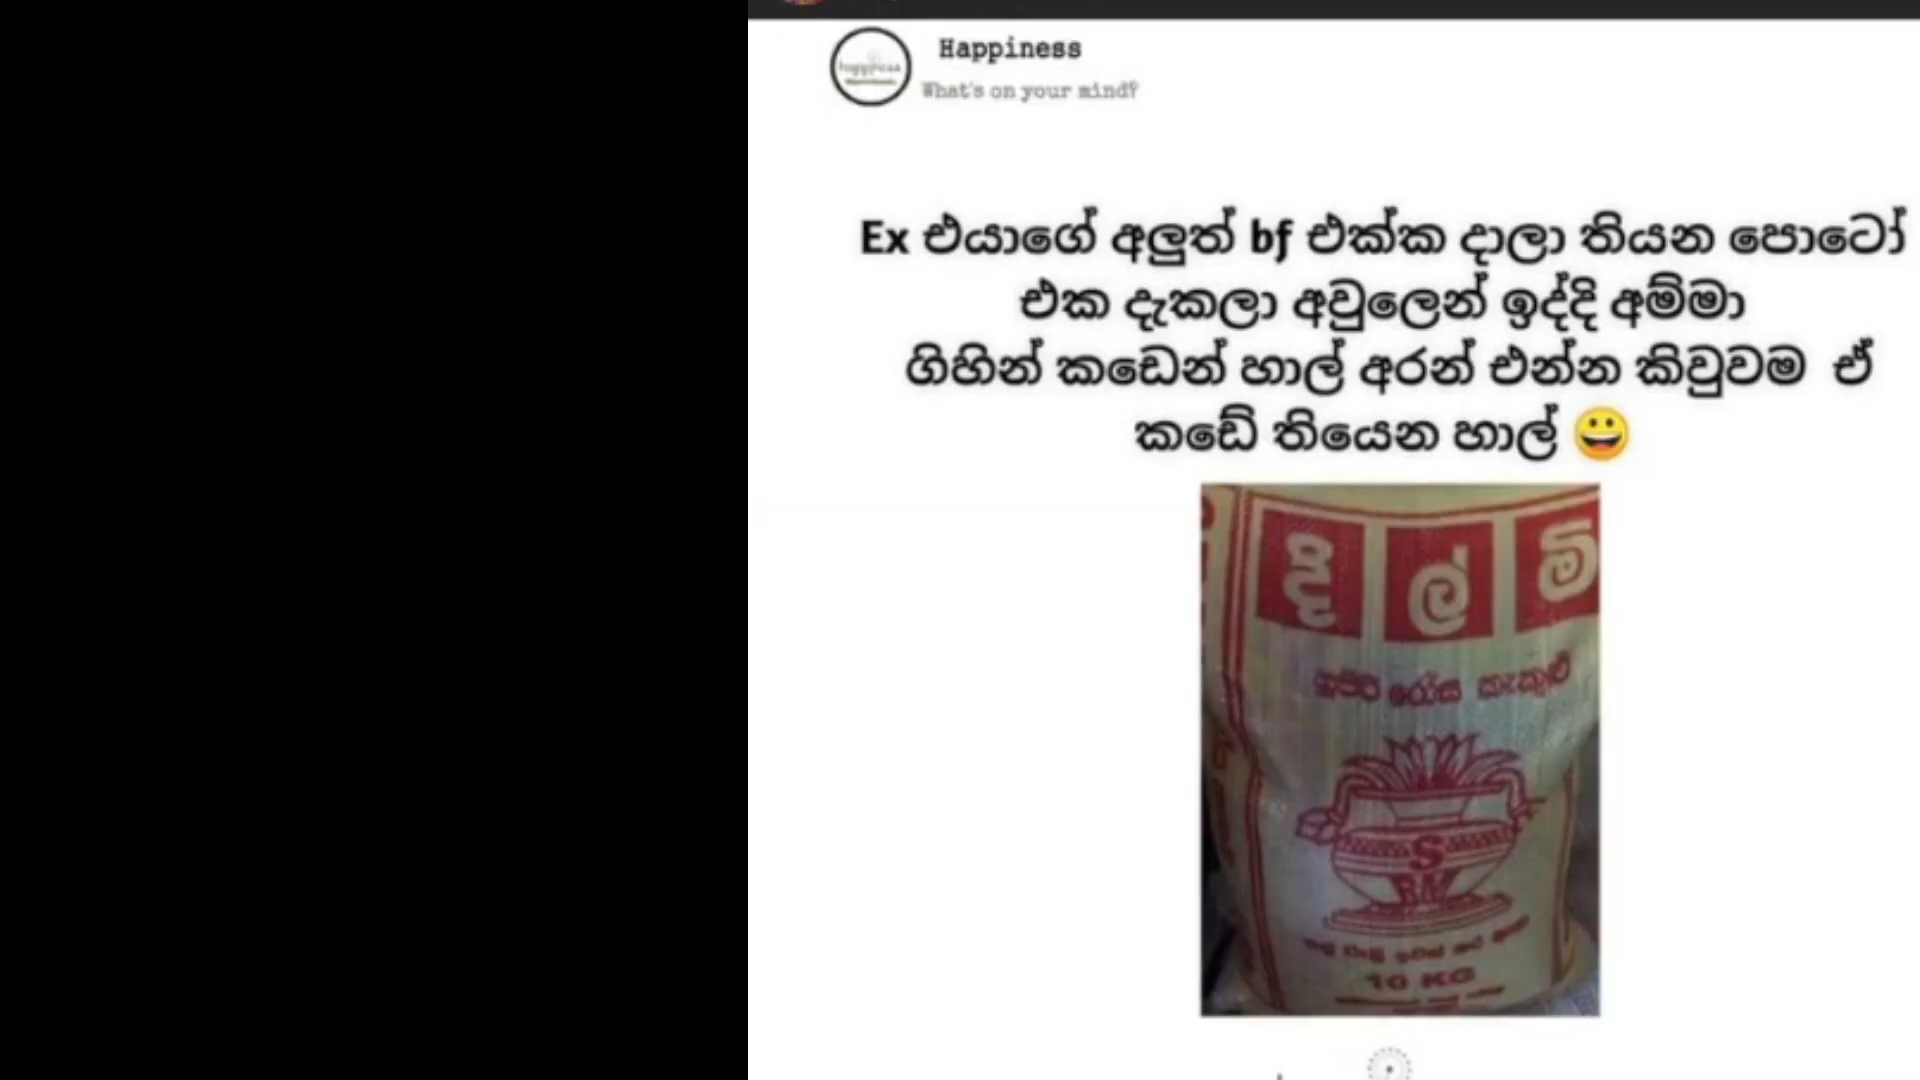 Happiness
What's on your mind?
Ex එයාගේ අලුත් bf එක්ක දාලා තියන පොටෝ
එක දැකලා අවුලෙන් ඉද්දි අම්මා
ගිහින් කඩෙන් හාල් අරන් එන්න කිවුවම ඒ
කඩේ තියෙන හාල් 😀
දිල්මි
සුපිරි රෝස කැකුළු
S
RM
10 KG